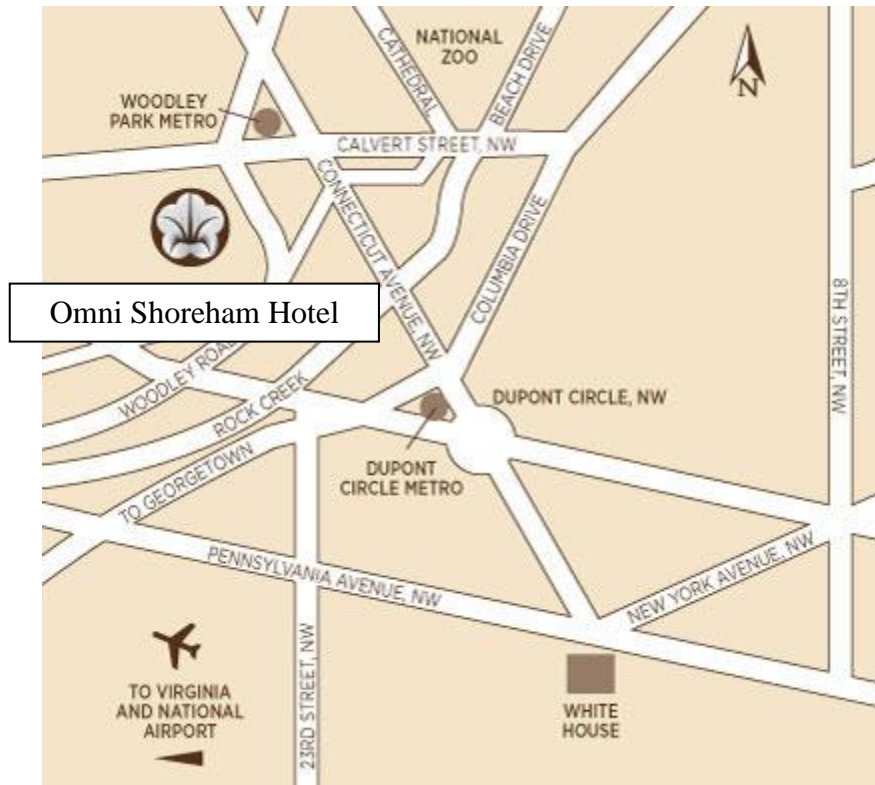 NATIONAL
ZOO
CATHEDRAL
BEACH DRIVE
N
WOODLEY
PARK METRO
CALVERT STREET, NW
CONNECTICUT AVENUE, NW
COLUMBIA DRIVE
8TH STREET, NW
Omni Shoreham Hotel
WOODLEY ROAD
ROCK CREEK
DUPONT CIRCLE, NW
DUPONT
CIRCLE METRO
TO GEORGETOWN
PENNSYLVANIA AVENUE, NW
NEW YORK AVENUE, NW
23RD STREET, NW
TO VIRGINIA
AND NATIONAL
AIRPORT
WHITE
HOUSE